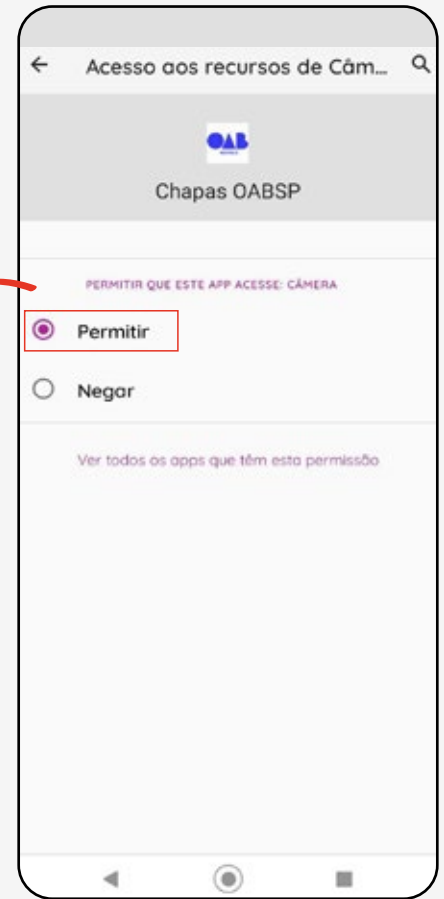 Acesso aos recursos de Câm...
OAB
Chapas OABSP
PERMITIR QUE ESTE APP ACESSE: CÂMERA
Permitir
Negar
Ver todos os apps que têm esta permissão